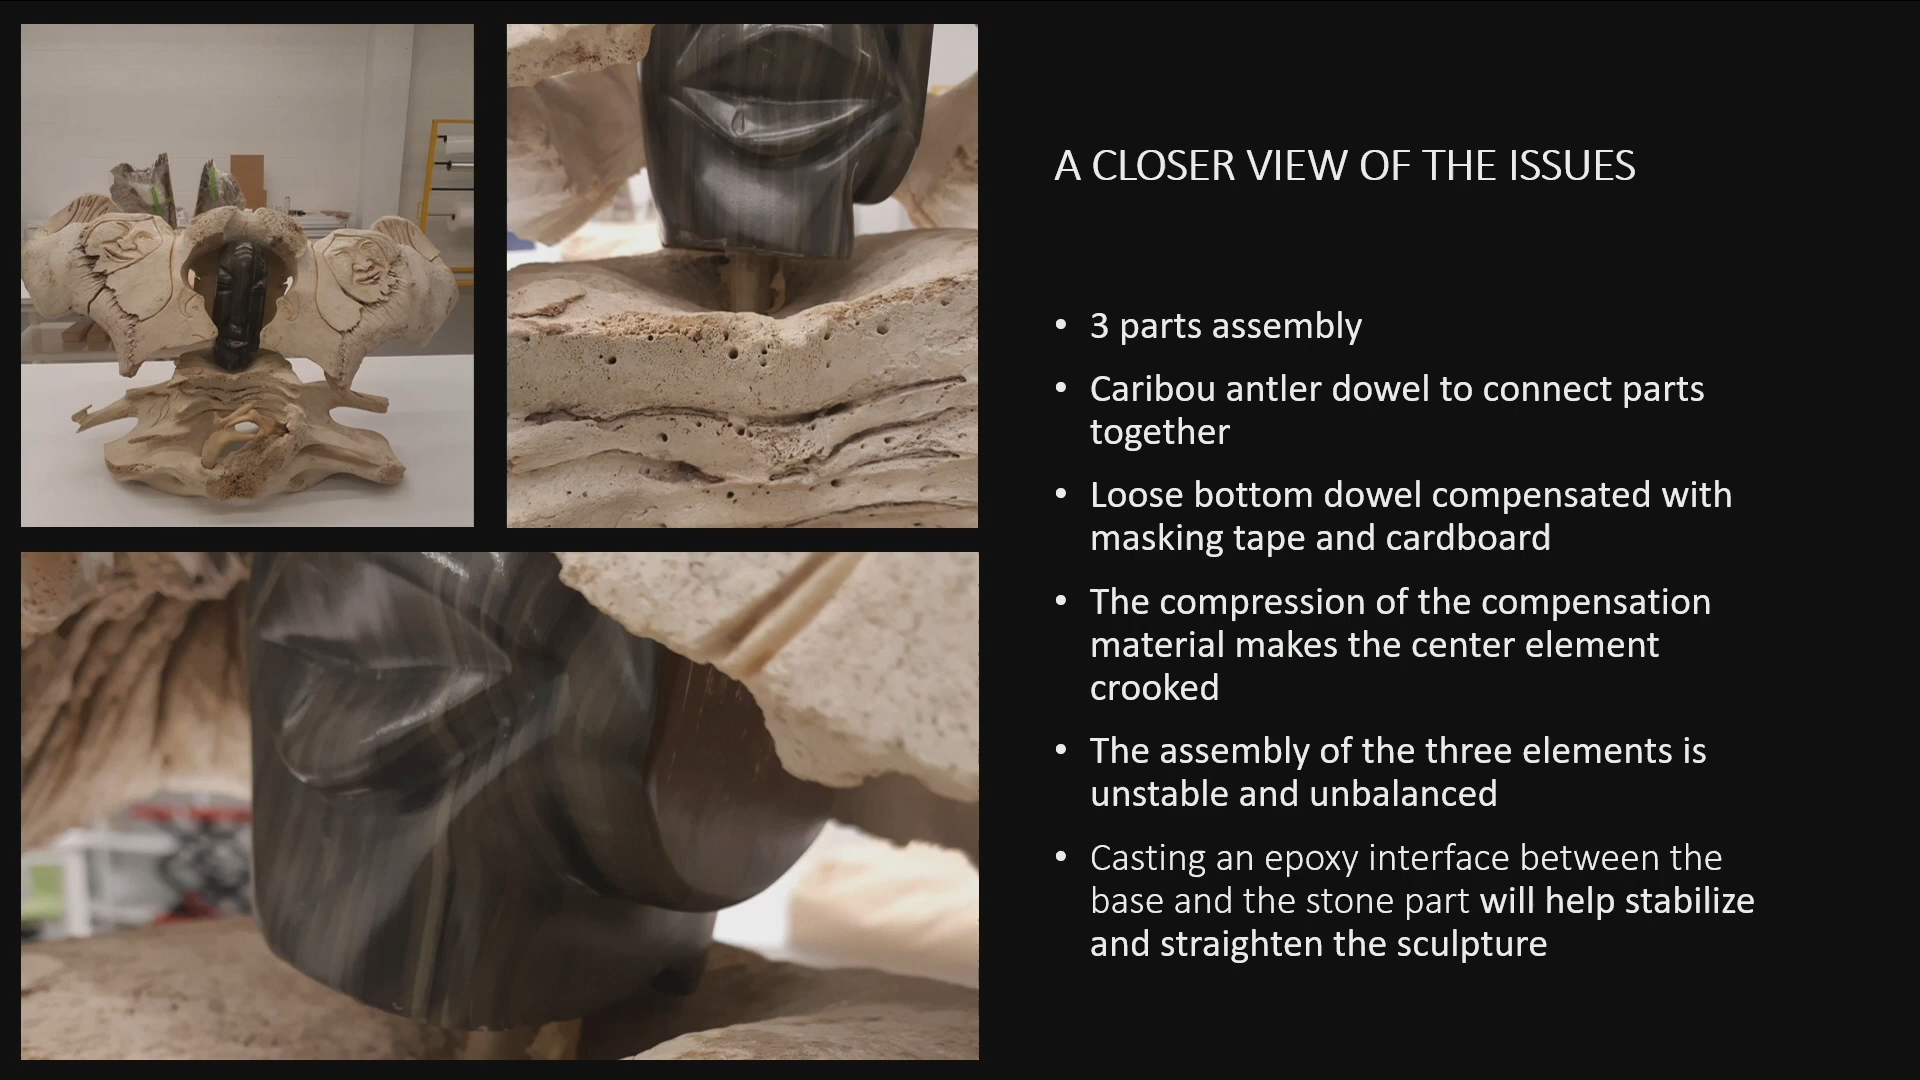 A CLOSER VIEW OF THE ISSUES
• 3 parts assembly
• Caribou antler dowel to connect parts
together
• Loose bottom dowel compensated with
masking tape and cardboard
• The compression of the compensation
material makes the center element
crooked
• The assembly of the three elements is
unstable and unbalanced
• Casting an epoxy interface between the
base and the stone part will help stabilize
and straighten the sculpture